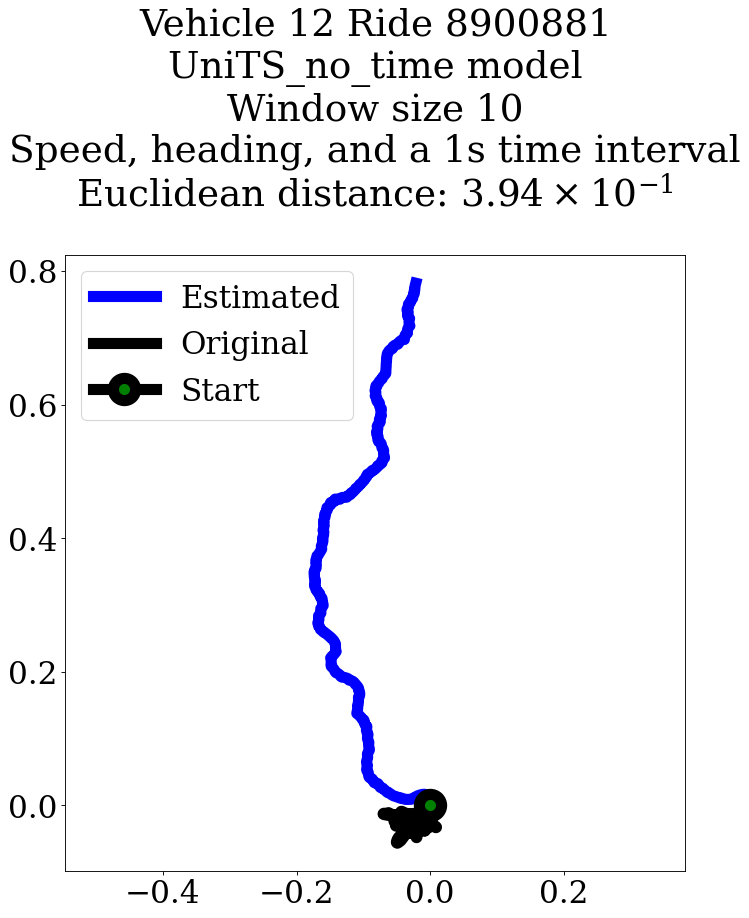 Vehicle 12 Ride 8900881
UniTS_no_time model
Window size 10
Speed, heading, and a 1s time interval
Euclidean distance: 3.94 × 10⁻¹
0.8
0.6
0.4
0.2
0.0
Estimated
Original
Start
−0.4
−0.2
0.0
0.2